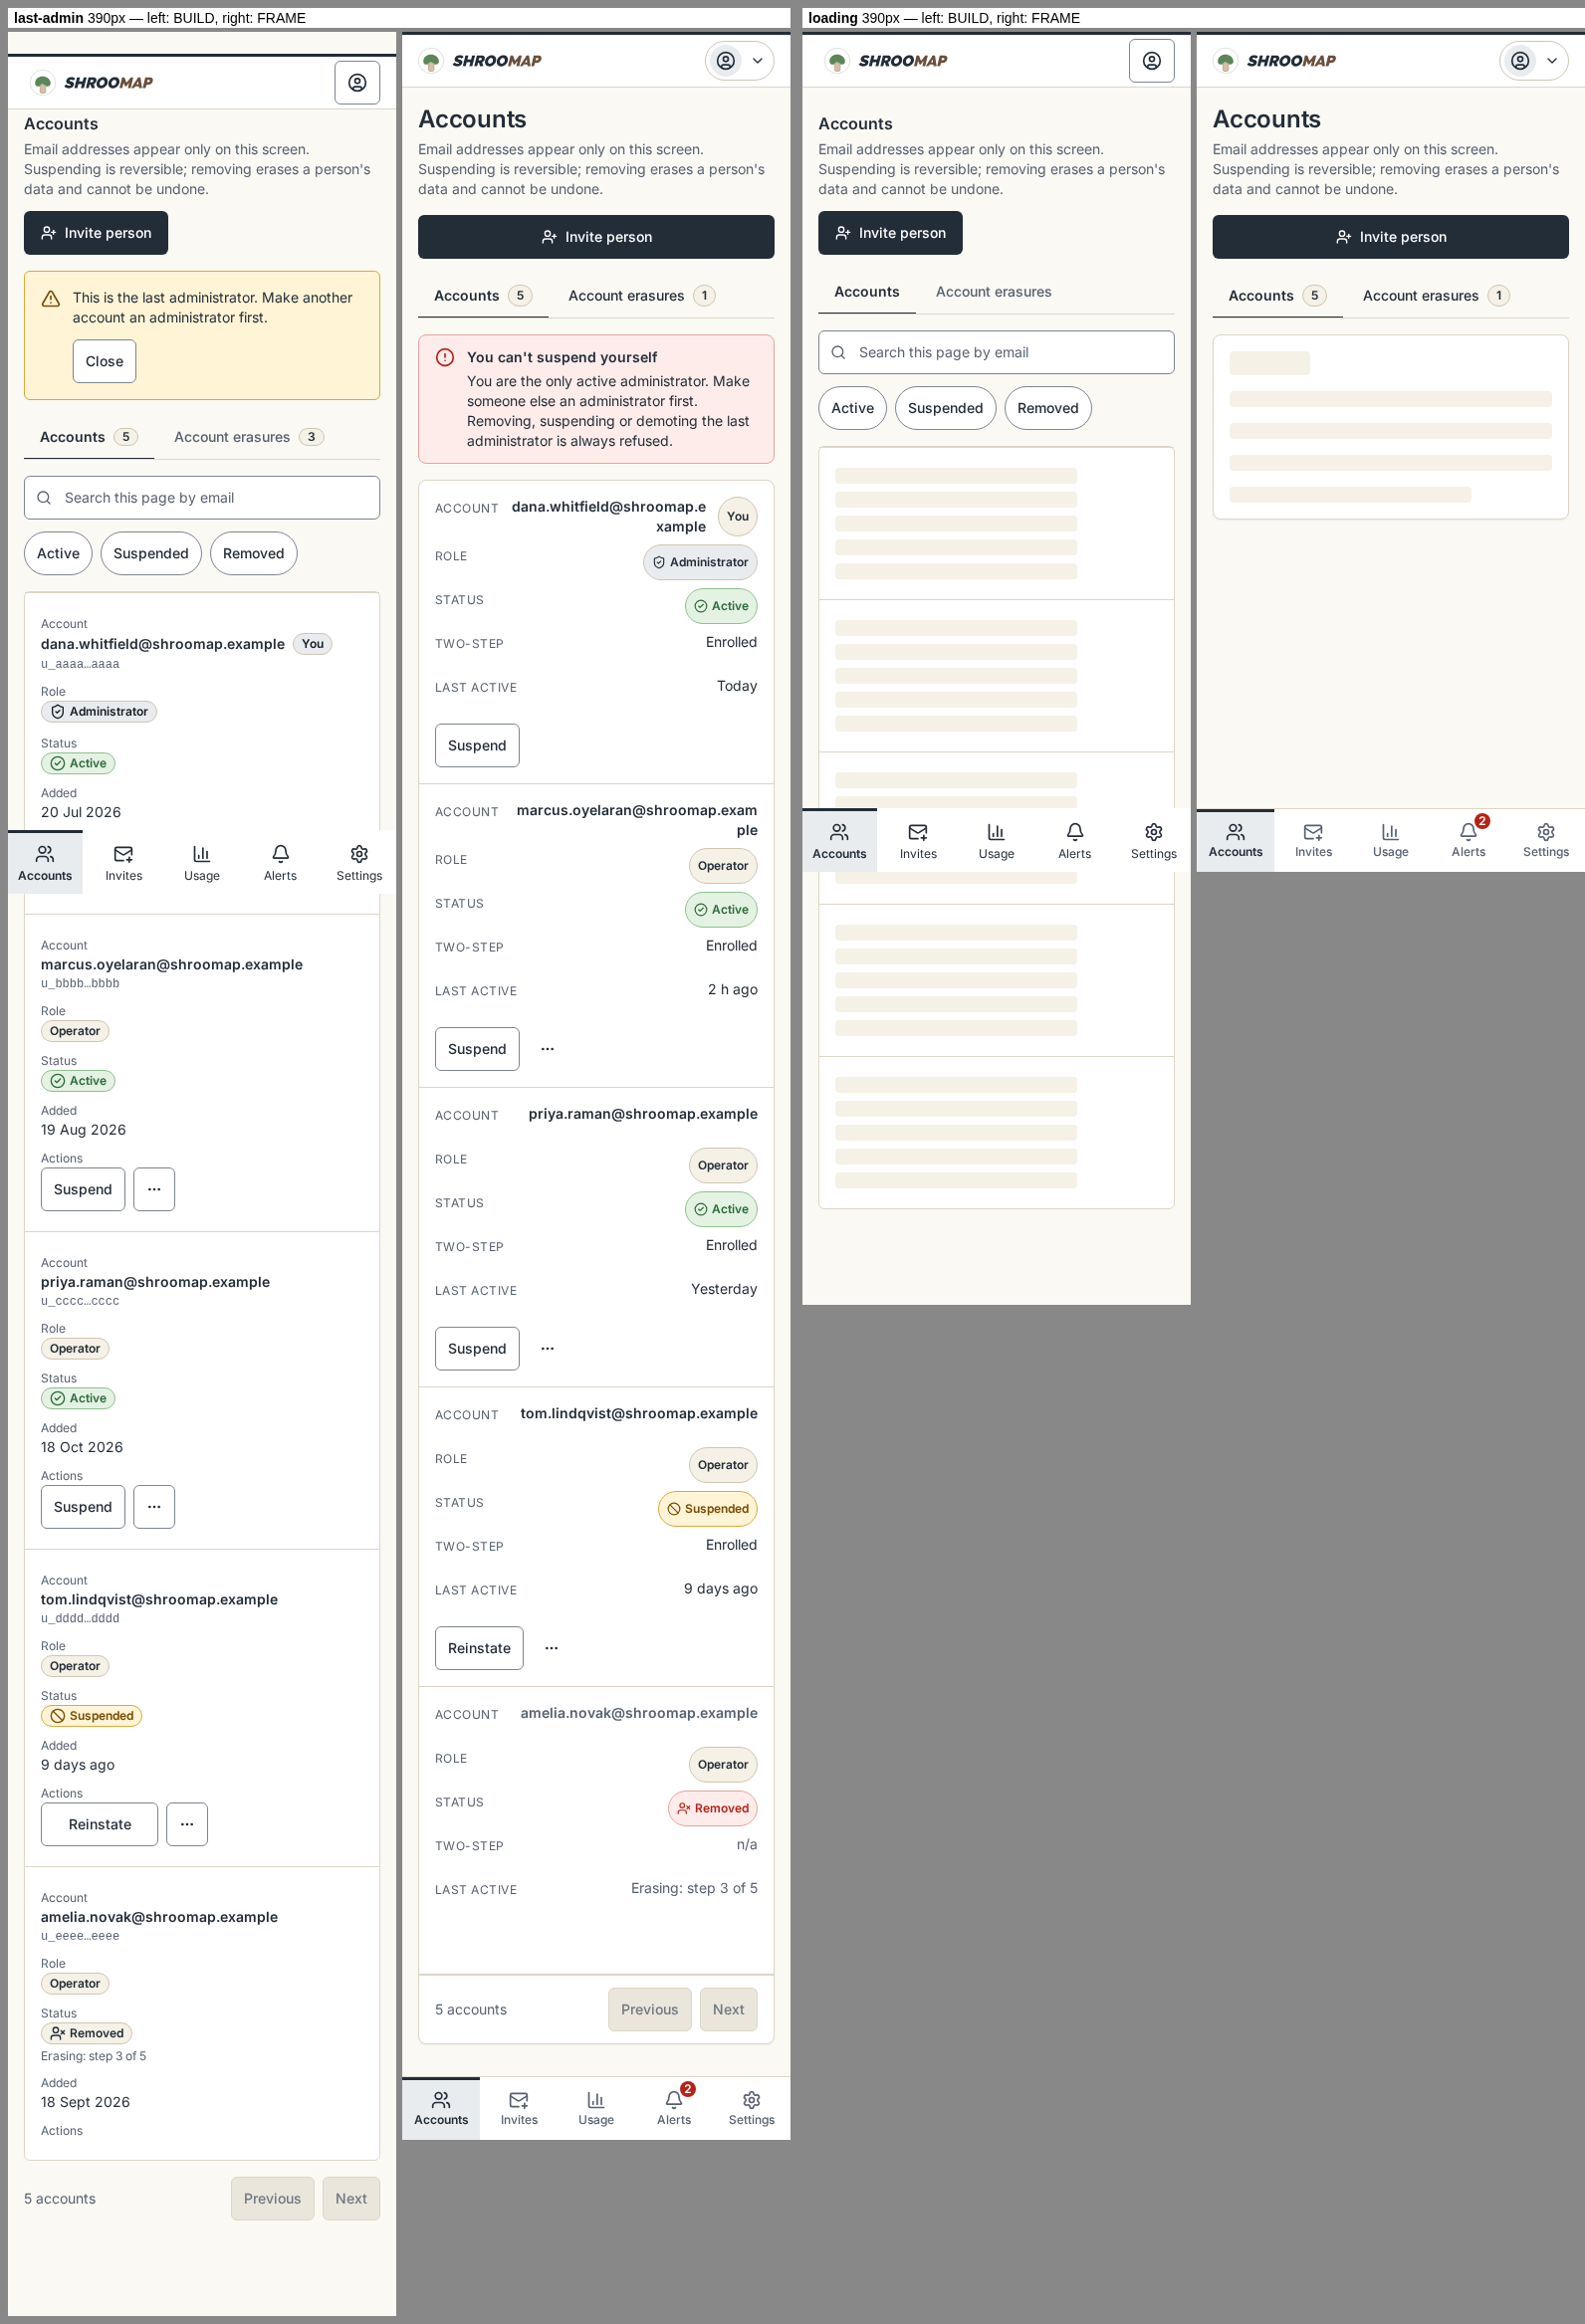 last-admin 390px — left: BUILD, right: FRAME
SHROOMAP
Accounts
Email addresses appear only on this screen.
Suspending is reversible; removing erases a person's
data and cannot be undone.
Invite person
This is the last administrator. Make another
account an administrator first.
Close
Accounts 5 Account erasures 3
Search this page by email
Active Suspended Removed
Account
dana.whitfield@shroomap.example You
u_aaaa…aaaa
Role
Administrator
Status
Active
Added
20 Jul 2026
Accounts Invites Usage Alerts Settings
Account
marcus.oyelaran@shroomap.example
u_bbbb…bbbb
Role
Operator
Status
Active
Added
19 Aug 2026
Actions
Suspend ···
Account
priya.raman@shroomap.example
u_cccc…cccc
Role
Operator
Status
Active
Added
18 Oct 2026
Actions
Suspend ···
Account
tom.lindqvist@shroomap.example
u_dddd…dddd
Role
Operator
Status
Suspended
Added
9 days ago
Actions
Reinstate ···
Account
amelia.novak@shroomap.example
u_eeee…eeee
Role
Operator
Status
Removed
Erasing: step 3 of 5
Added
18 Sept 2026
Actions
5 accounts Previous Next
SHROOMAP
Accounts
Email addresses appear only on this screen.
Suspending is reversible; removing erases a person's
data and cannot be undone.
Invite person
Accounts 5 Account erasures 1
You can't suspend yourself
You are the only active administrator. Make
someone else an administrator first.
Removing, suspending or demoting the last
administrator is always refused.
ACCOUNT dana.whitfield@shroomap.e
xample You
ROLE Administrator
STATUS Active
TWO-STEP Enrolled
LAST ACTIVE Today
Suspend
ACCOUNT marcus.oyelaran@shroomap.exam
ple
ROLE Operator
STATUS Active
TWO-STEP Enrolled
LAST ACTIVE 2 h ago
Suspend ···
ACCOUNT priya.raman@shroomap.example
ROLE Operator
STATUS Active
TWO-STEP Enrolled
LAST ACTIVE Yesterday
Suspend ···
ACCOUNT tom.lindqvist@shroomap.example
ROLE Operator
STATUS Suspended
TWO-STEP Enrolled
LAST ACTIVE 9 days ago
Reinstate ···
ACCOUNT amelia.novak@shroomap.example
ROLE Operator
STATUS Removed
TWO-STEP n/a
LAST ACTIVE Erasing: step 3 of 5
5 accounts Previous Next
2
Accounts Invites Usage Alerts Settings
loading 390px — left: BUILD, right: FRAME
SHROOMAP
Accounts
Email addresses appear only on this screen.
Suspending is reversible; removing erases a person's
data and cannot be undone.
Invite person
Accounts Account erasures
Search this page by email
Active Suspended Removed
Accounts Invites Usage Alerts Settings
SHROOMAP
Accounts
Email addresses appear only on this screen.
Suspending is reversible; removing erases a person's
data and cannot be undone.
Invite person
Accounts 5 Account erasures 1
2
Accounts Invites Usage Alerts Settings